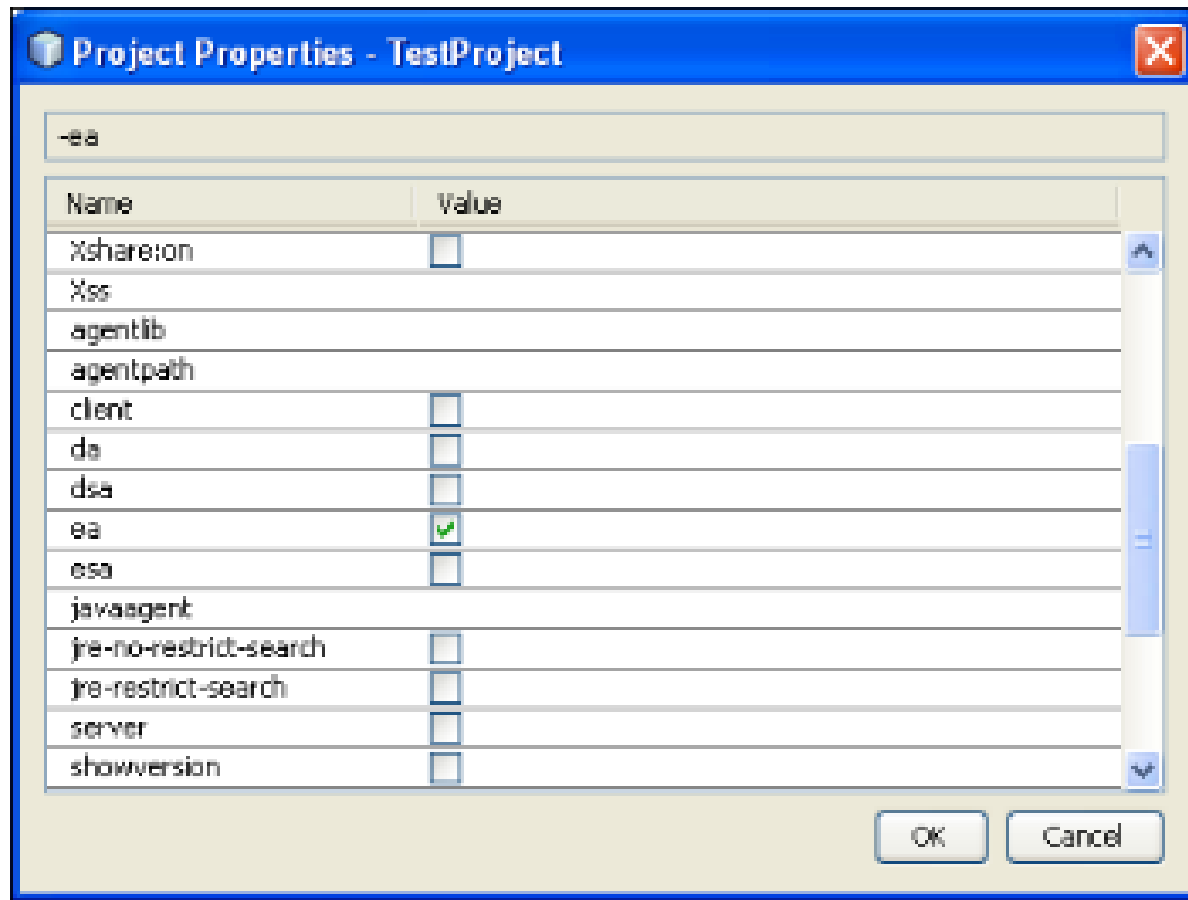 Project Properties - TestProject
-ea
Name Value
Xshare:on
Xss
agentlib
agentpath
client
da
dsa
ea
esa
javaagent
jre-no-restrict-search
jre-restrict-search
server
showversion
OK Cancel